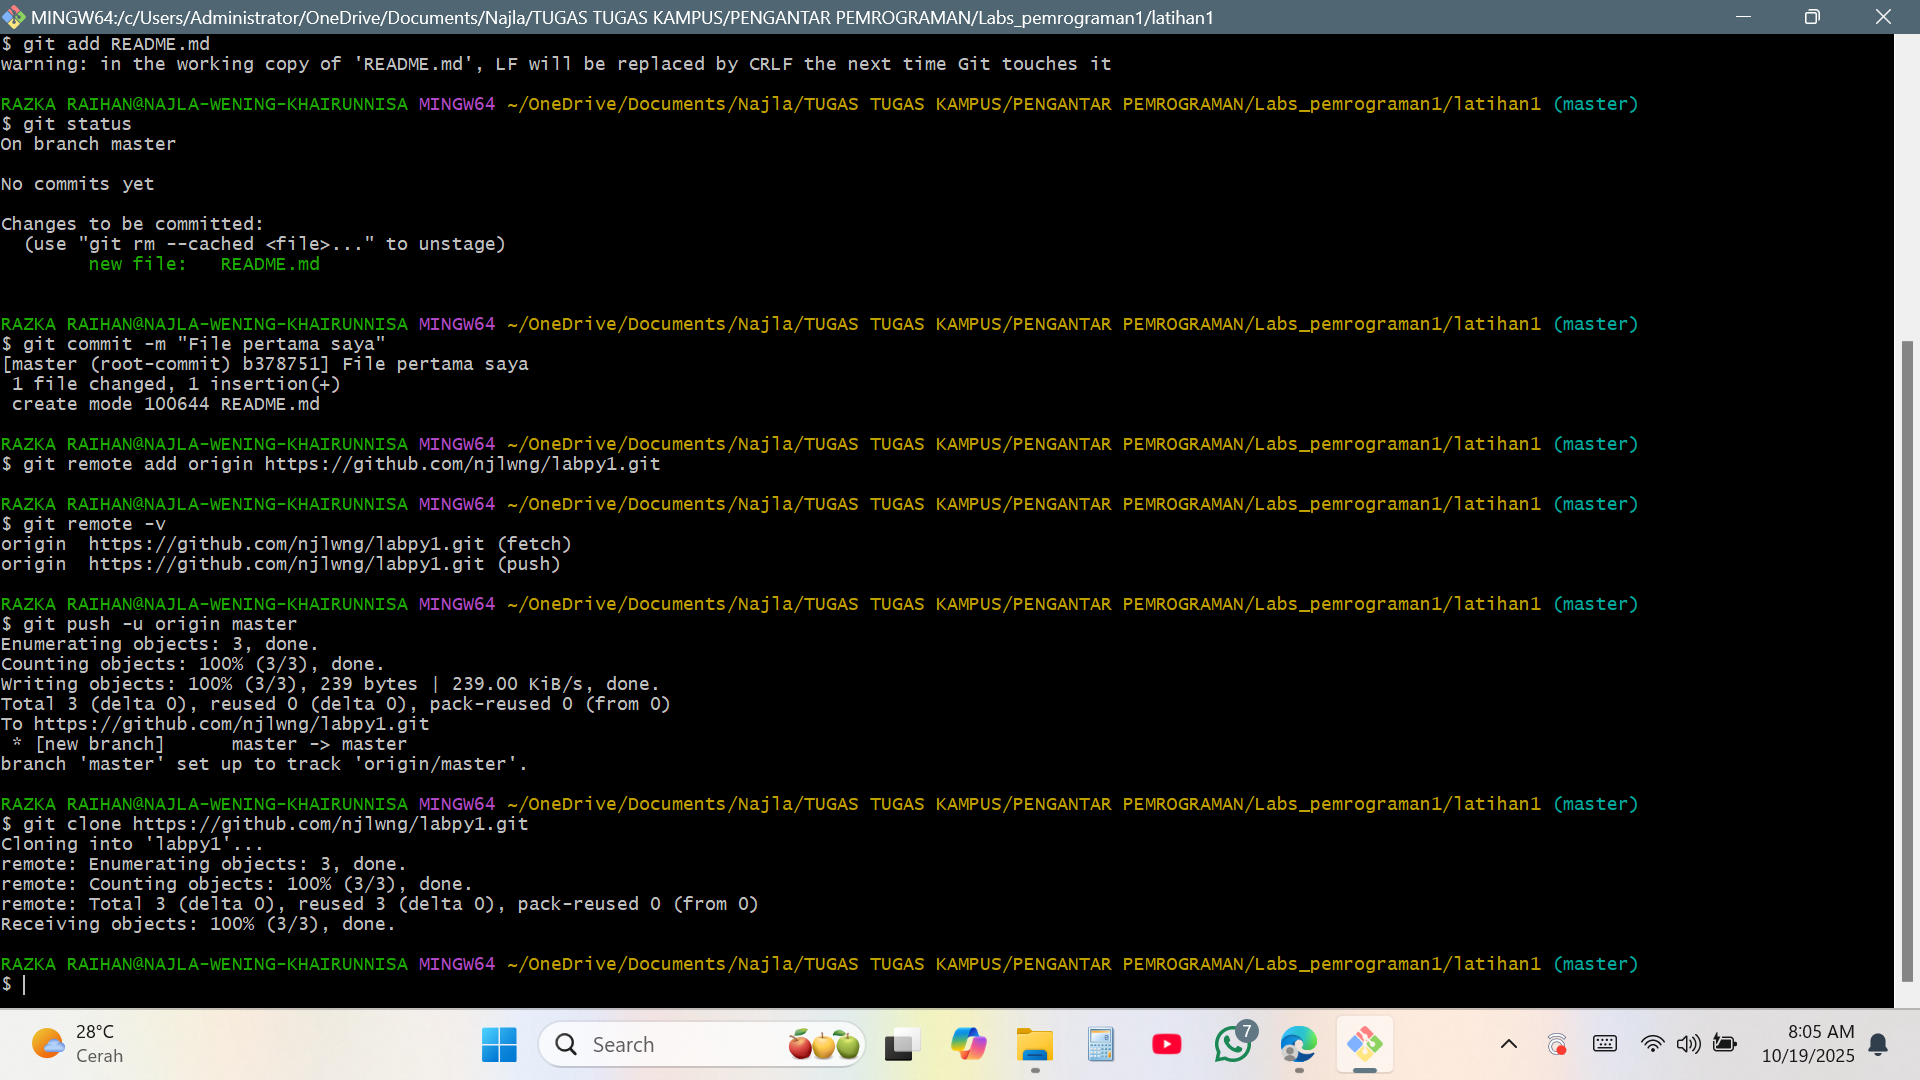 MINGW64:/c/Users/Administrator/OneDrive/Documents/Najla/TUGAS TUGAS KAMPUS/PENGANTAR PEMROGRAMAN/Labs_pemrograman1/latihan1
$ git add README.md
warning: in the working copy of 'README.md', LF will be replaced by CRLF the next time Git touches it
RAZKA RAIHAN@NAJLA-WENING-KHAIRUNNISA MINGW64 ~/OneDrive/Documents/Najla/TUGAS TUGAS KAMPUS/PENGANTAR PEMROGRAMAN/Labs_pemrograman1/latihan1 (master)
$ git status
On branch master
No commits yet
Changes to be committed:
  (use "git rm --cached <file>..." to unstage)
        new file:   README.md
RAZKA RAIHAN@NAJLA-WENING-KHAIRUNNISA MINGW64 ~/OneDrive/Documents/Najla/TUGAS TUGAS KAMPUS/PENGANTAR PEMROGRAMAN/Labs_pemrograman1/latihan1 (master)
$ git commit -m "File pertama saya"
[master (root-commit) b378751] File pertama saya
 1 file changed, 1 insertion(+)
 create mode 100644 README.md
RAZKA RAIHAN@NAJLA-WENING-KHAIRUNNISA MINGW64 ~/OneDrive/Documents/Najla/TUGAS TUGAS KAMPUS/PENGANTAR PEMROGRAMAN/Labs_pemrograman1/latihan1 (master)
$ git remote add origin https://github.com/njlwng/labpy1.git
RAZKA RAIHAN@NAJLA-WENING-KHAIRUNNISA MINGW64 ~/OneDrive/Documents/Najla/TUGAS TUGAS KAMPUS/PENGANTAR PEMROGRAMAN/Labs_pemrograman1/latihan1 (master)
$ git remote -v
origin  https://github.com/njlwng/labpy1.git (fetch)
origin  https://github.com/njlwng/labpy1.git (push)
RAZKA RAIHAN@NAJLA-WENING-KHAIRUNNISA MINGW64 ~/OneDrive/Documents/Najla/TUGAS TUGAS KAMPUS/PENGANTAR PEMROGRAMAN/Labs_pemrograman1/latihan1 (master)
$ git push -u origin master
Enumerating objects: 3, done.
Counting objects: 100% (3/3), done.
Writing objects: 100% (3/3), 239 bytes | 239.00 KiB/s, done.
Total 3 (delta 0), reused 0 (delta 0), pack-reused 0 (from 0)
To https://github.com/njlwng/labpy1.git
 * [new branch]      master -> master
branch 'master' set up to track 'origin/master'.
RAZKA RAIHAN@NAJLA-WENING-KHAIRUNNISA MINGW64 ~/OneDrive/Documents/Najla/TUGAS TUGAS KAMPUS/PENGANTAR PEMROGRAMAN/Labs_pemrograman1/latihan1 (master)
$ git clone https://github.com/njlwng/labpy1.git
Cloning into 'labpy1'...
remote: Enumerating objects: 3, done.
remote: Counting objects: 100% (3/3), done.
remote: Total 3 (delta 0), reused 3 (delta 0), pack-reused 0 (from 0)
Receiving objects: 100% (3/3), done.
RAZKA RAIHAN@NAJLA-WENING-KHAIRUNNISA MINGW64 ~/OneDrive/Documents/Najla/TUGAS TUGAS KAMPUS/PENGANTAR PEMROGRAMAN/Labs_pemrograman1/latihan1 (master)
$
28°C
Cerah
Search
7
8:05 AM
10/19/2025